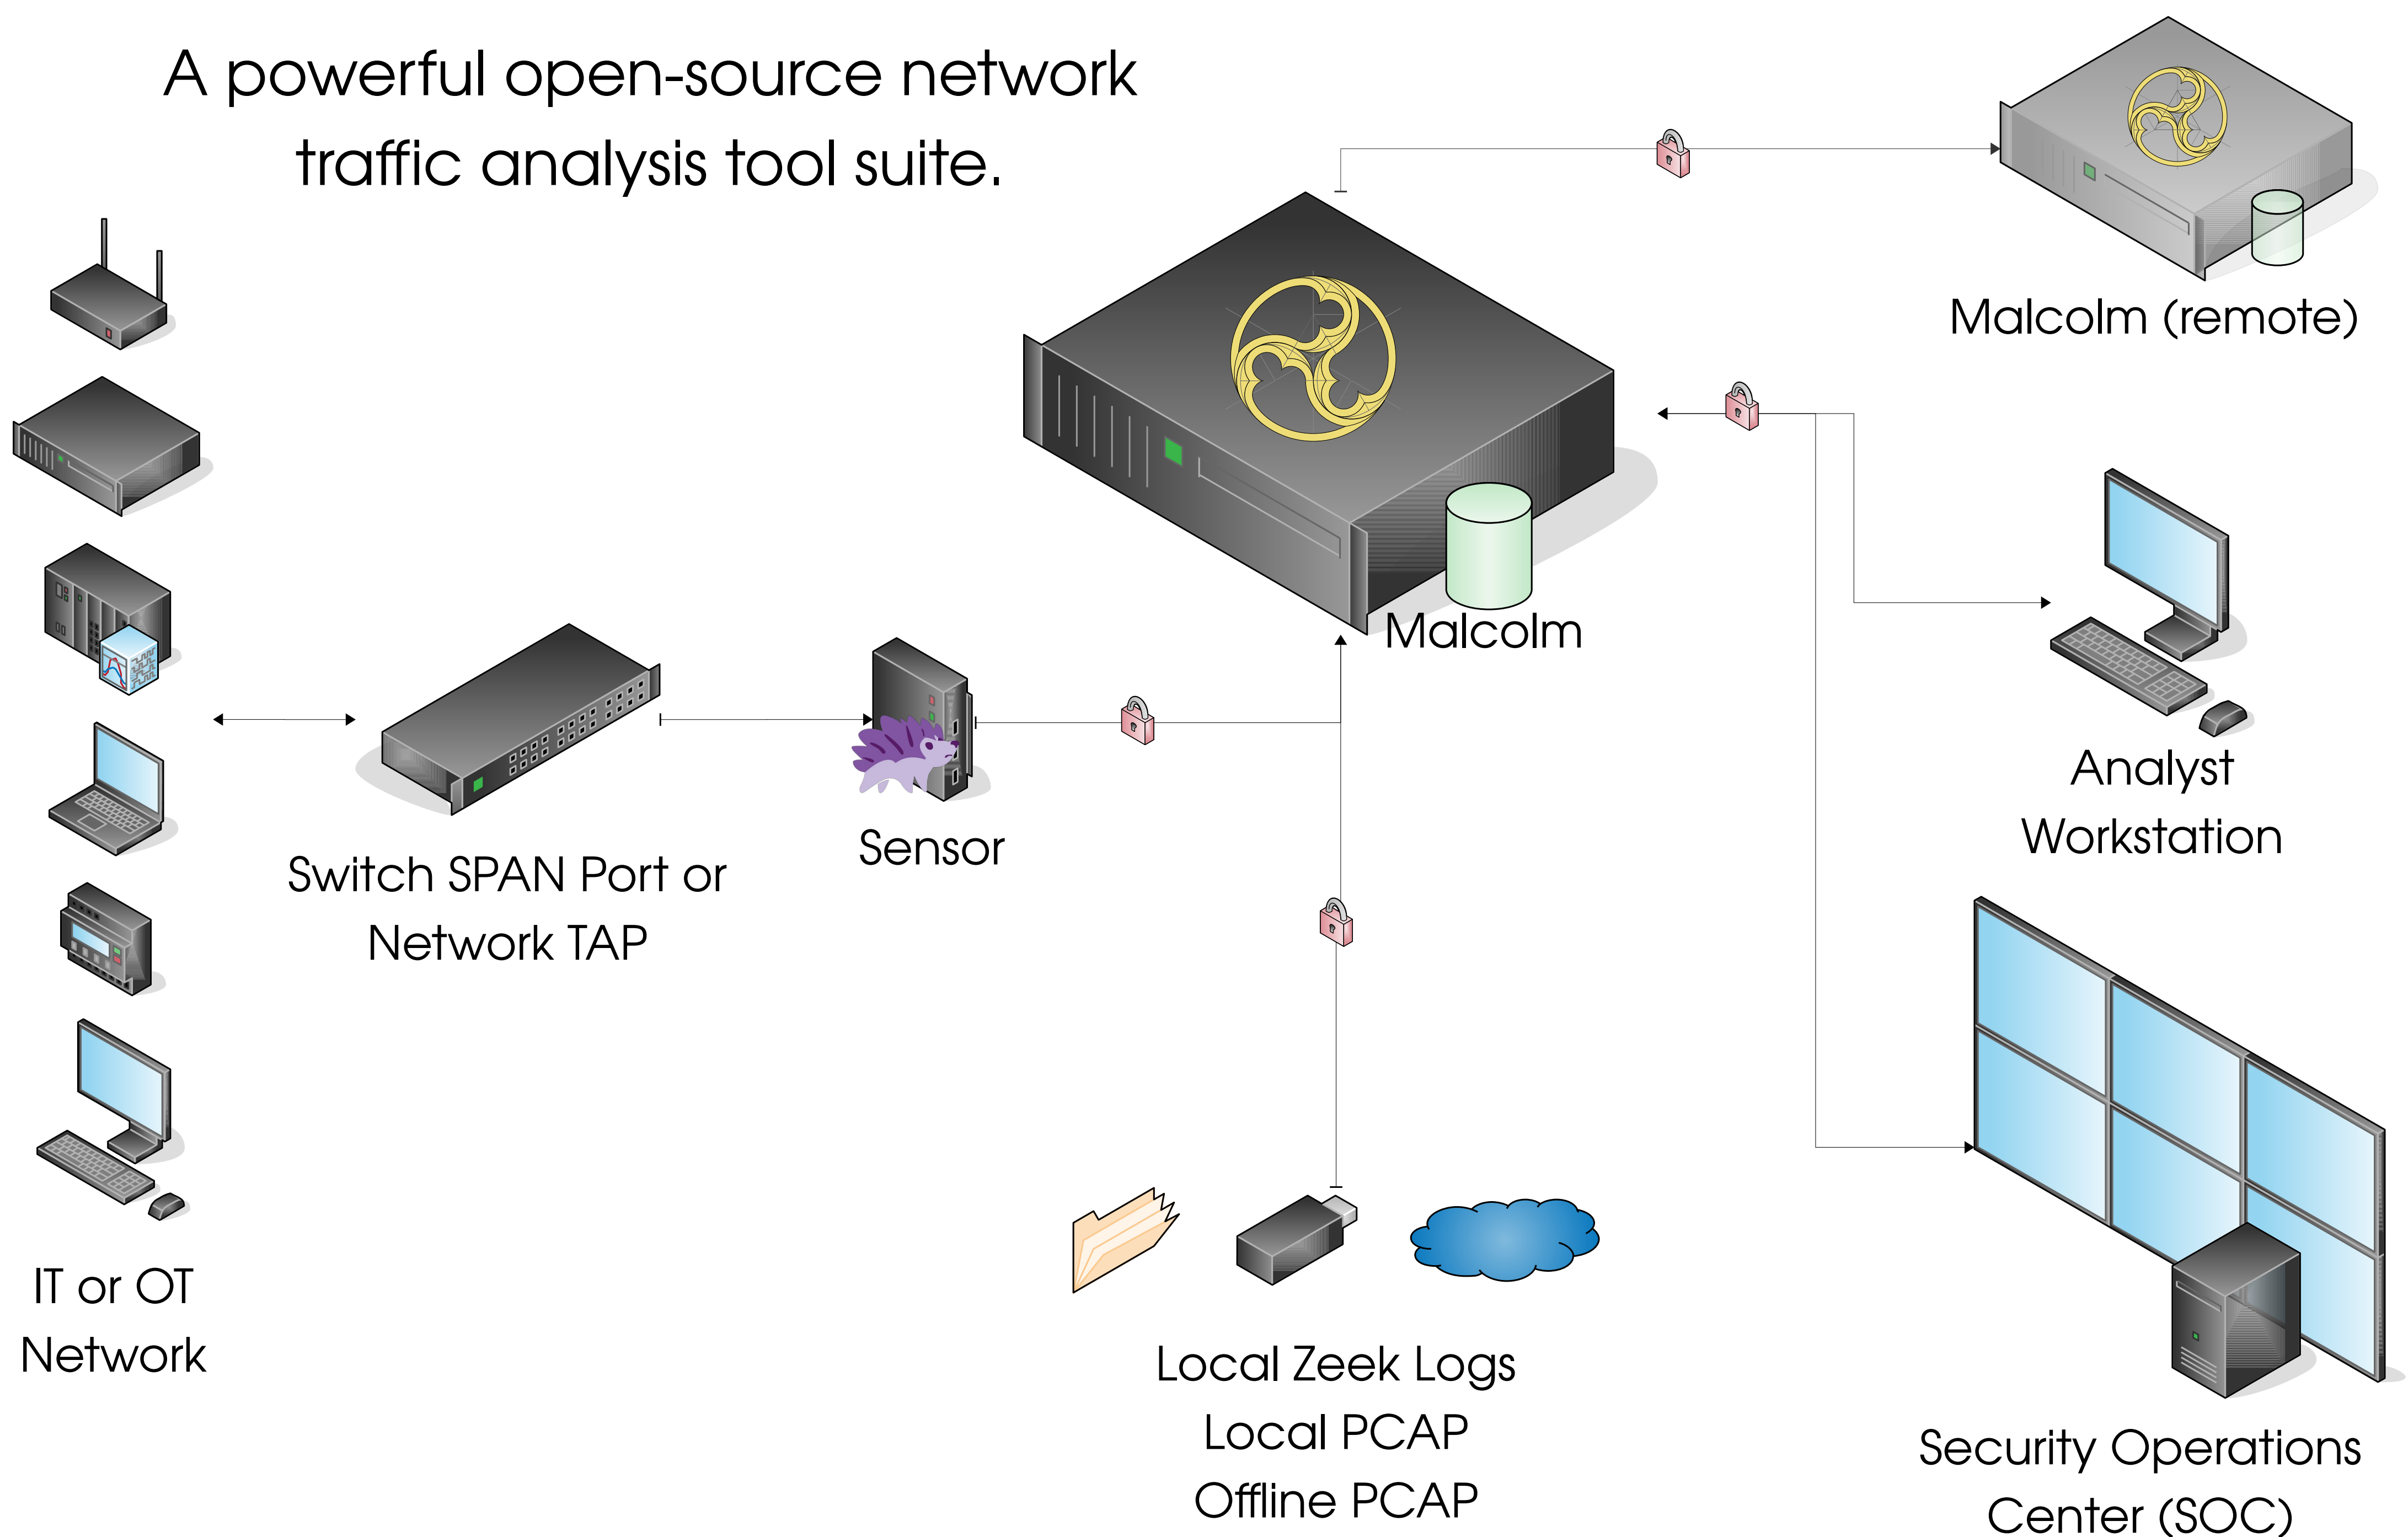 A powerful open-source network
traffic analysis tool suite.
Malcolm (remote)
Malcolm
Analyst
Workstation
Sensor
Switch SPAN Port or
Network TAP
IT or OT
Network
Local Zeek Logs
Local PCAP
Offline PCAP
Security Operations
Center (SOC)